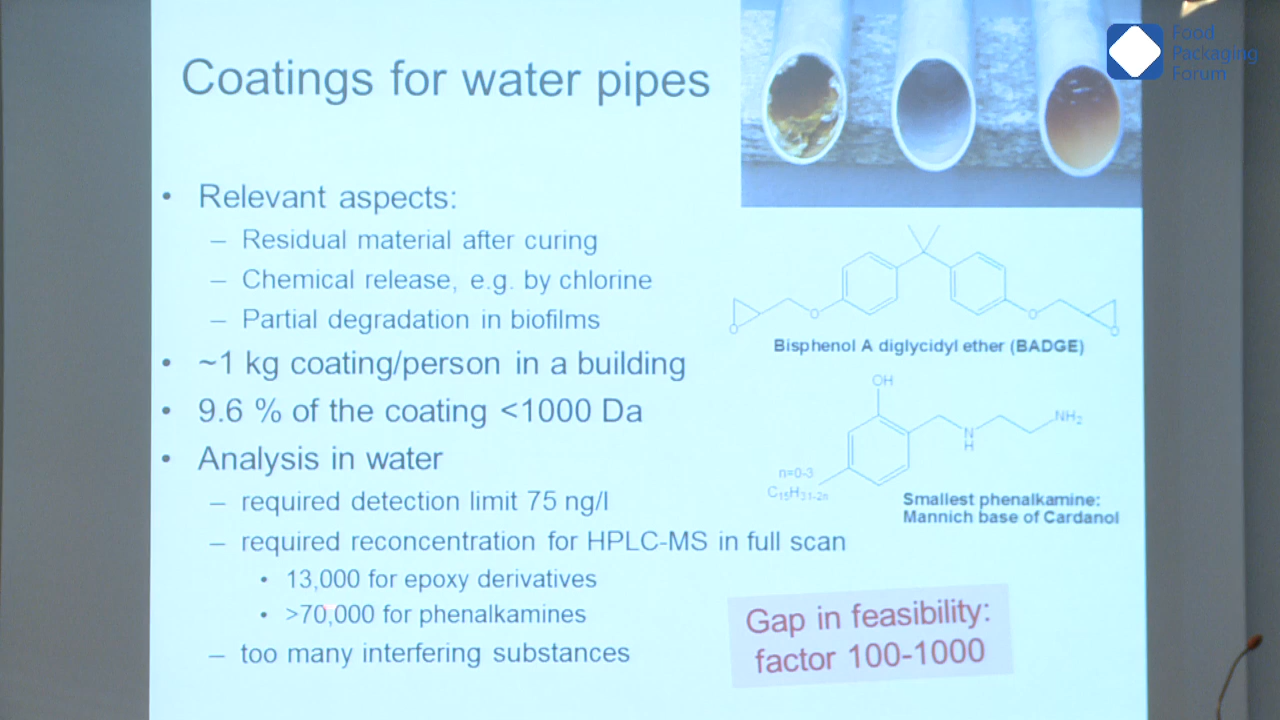 Coatings for water pipes
Food
Packaging
Forum
• Relevant aspects:
– Residual material after curing
– Chemical release, e.g. by chlorine
– Partial degradation in biofilms
• ~1 kg coating/person in a building
• 9.6 % of the coating <1000 Da
• Analysis in water
– required detection limit 75 ng/l
– required reconcentration for HPLC-MS in full scan
• 13,000 for epoxy derivatives
• >70,000 for phenalkamines
– too many interfering substances
O
O
O
O
Bisphenol A diglycidyl ether (BADGE)
OH
N
H
NH₂
n=0-3
C₁₅H₃₁₋₂ₙ
Smallest phenalkamine:
Mannich base of Cardanol
Gap in feasibility:
factor 100-1000